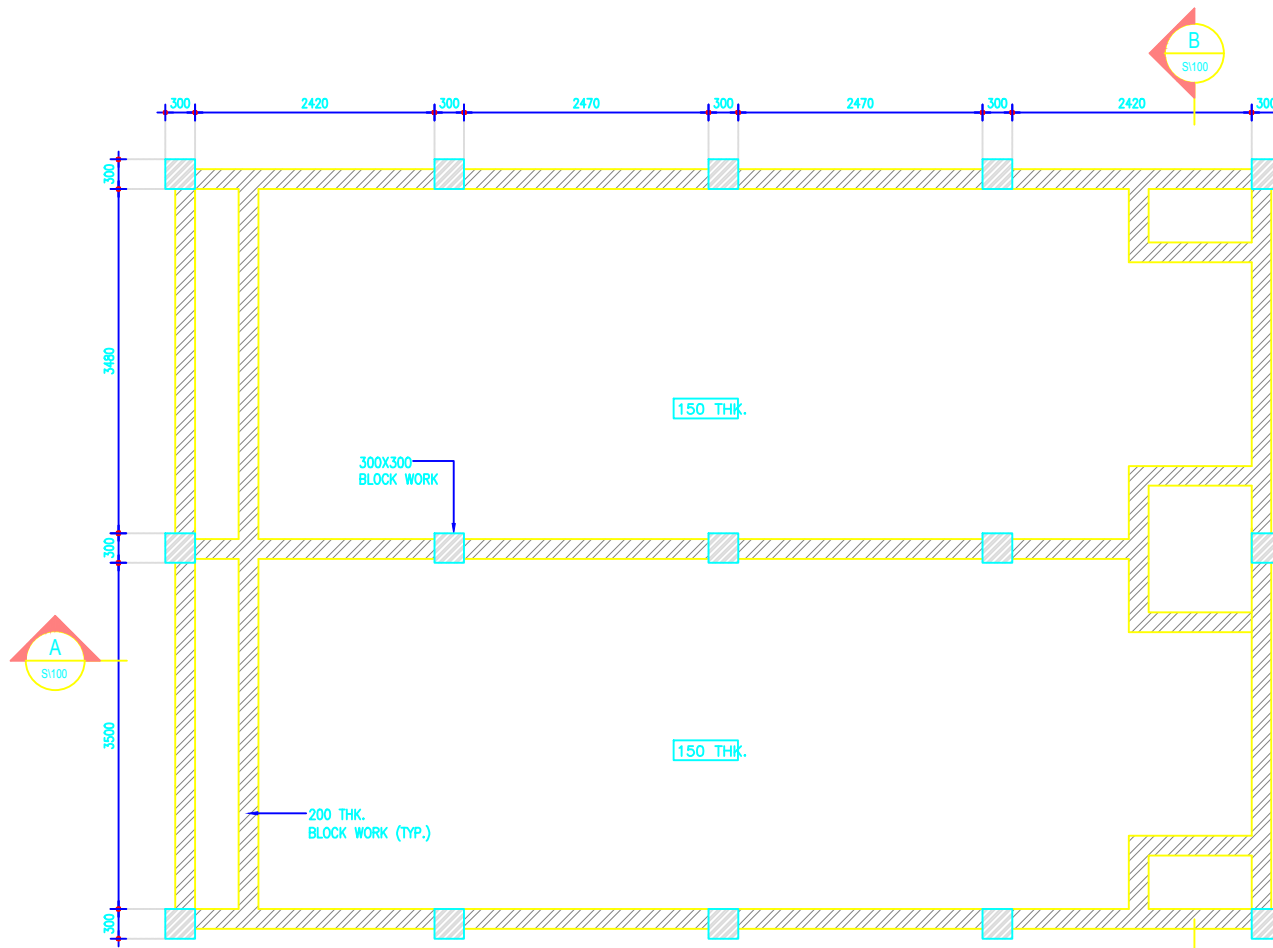 B
S\100
300 2420 300 2470 300 2470 300 2420 300
300
3480
150 THK.
300X300
BLOCK WORK
300
A
S\100
3500
150 THK.
200 THK.
BLOCK WORK (TYP.)
300